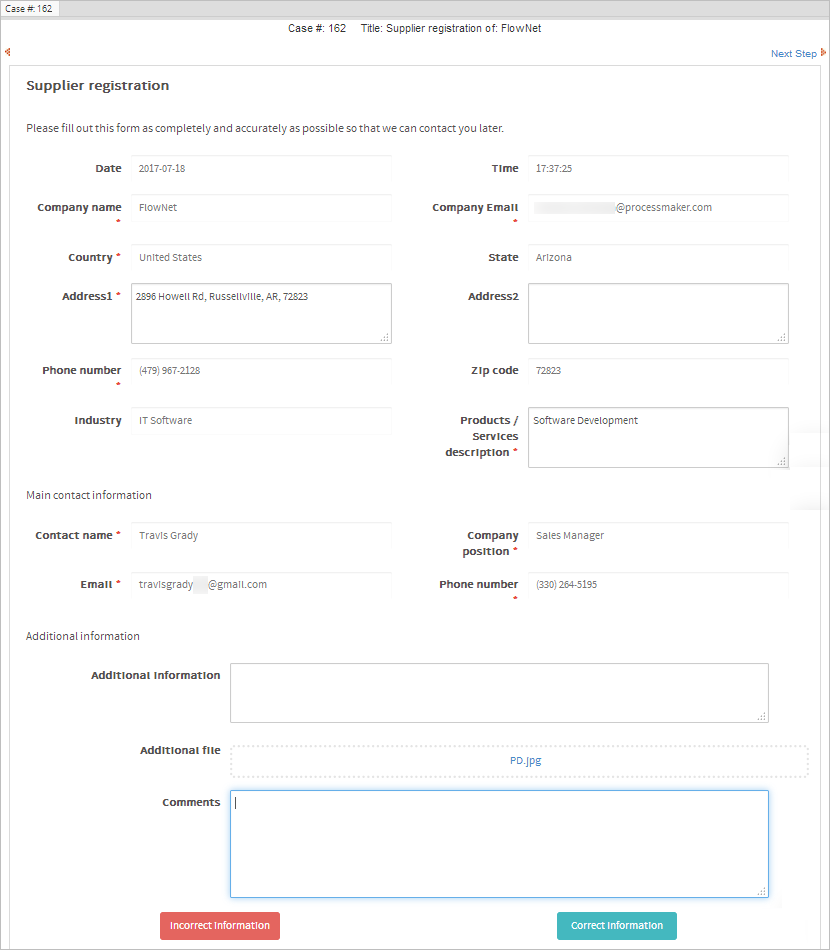 Case #: 162
Case #: 162 Title: Supplier registration of: FlowNet
Next Step
Supplier registration
Please fill out this form as completely and accurately as possible so that we can contact you later.
Date 2017-07-18 Time 17:37:25
Company name * FlowNet Company Email * @processmaker.com
Country * United States State Arizona
Address1 * 2896 Howell Rd, Russellville, AR, 72823 Address2
Phone number * (479) 967-2128 Zip code 72823
Industry IT Software Products /
Services
description * Software Development
Main contact information
Contact name * Travis Grady Company
position * Sales Manager
Email * travisgrady @gmail.com Phone number * (330) 264-5195
Additional information
Additional information
Additional file PD.jpg
Comments
Incorrect Information Correct Information